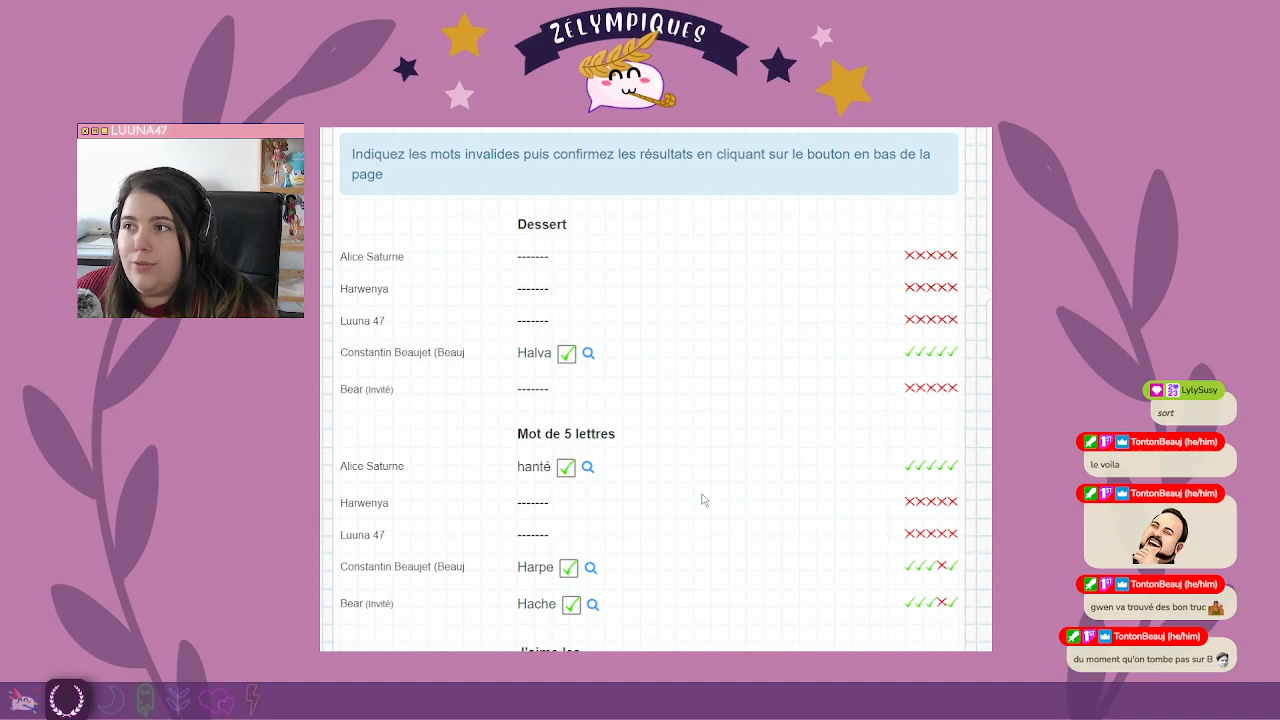 ZÉLYMPIQUES
LUUNA47
Indiquez les mots invalides puis confirmez les résultats en cliquant sur le bouton en bas de la
page
Dessert
Alice Saturne -------
Harwenya -------
Luuna 47 -------
Constantin Beaujet (Beauj Halva
Bear (Invité) -------
Mot de 5 lettres
Alice Saturne hanté
Harwenya -------
Luuna 47 -------
Constantin Beaujet (Beauj Harpe
Bear (Invité) Hache
J'aime les
LylySusy
sort
TontonBeauj (he/him)
le voila
TontonBeauj (he/him)
TontonBeauj (he/him)
gwen va trouvé des bon truc
TontonBeauj (he/him)
du moment qu'on tombe pas sur B